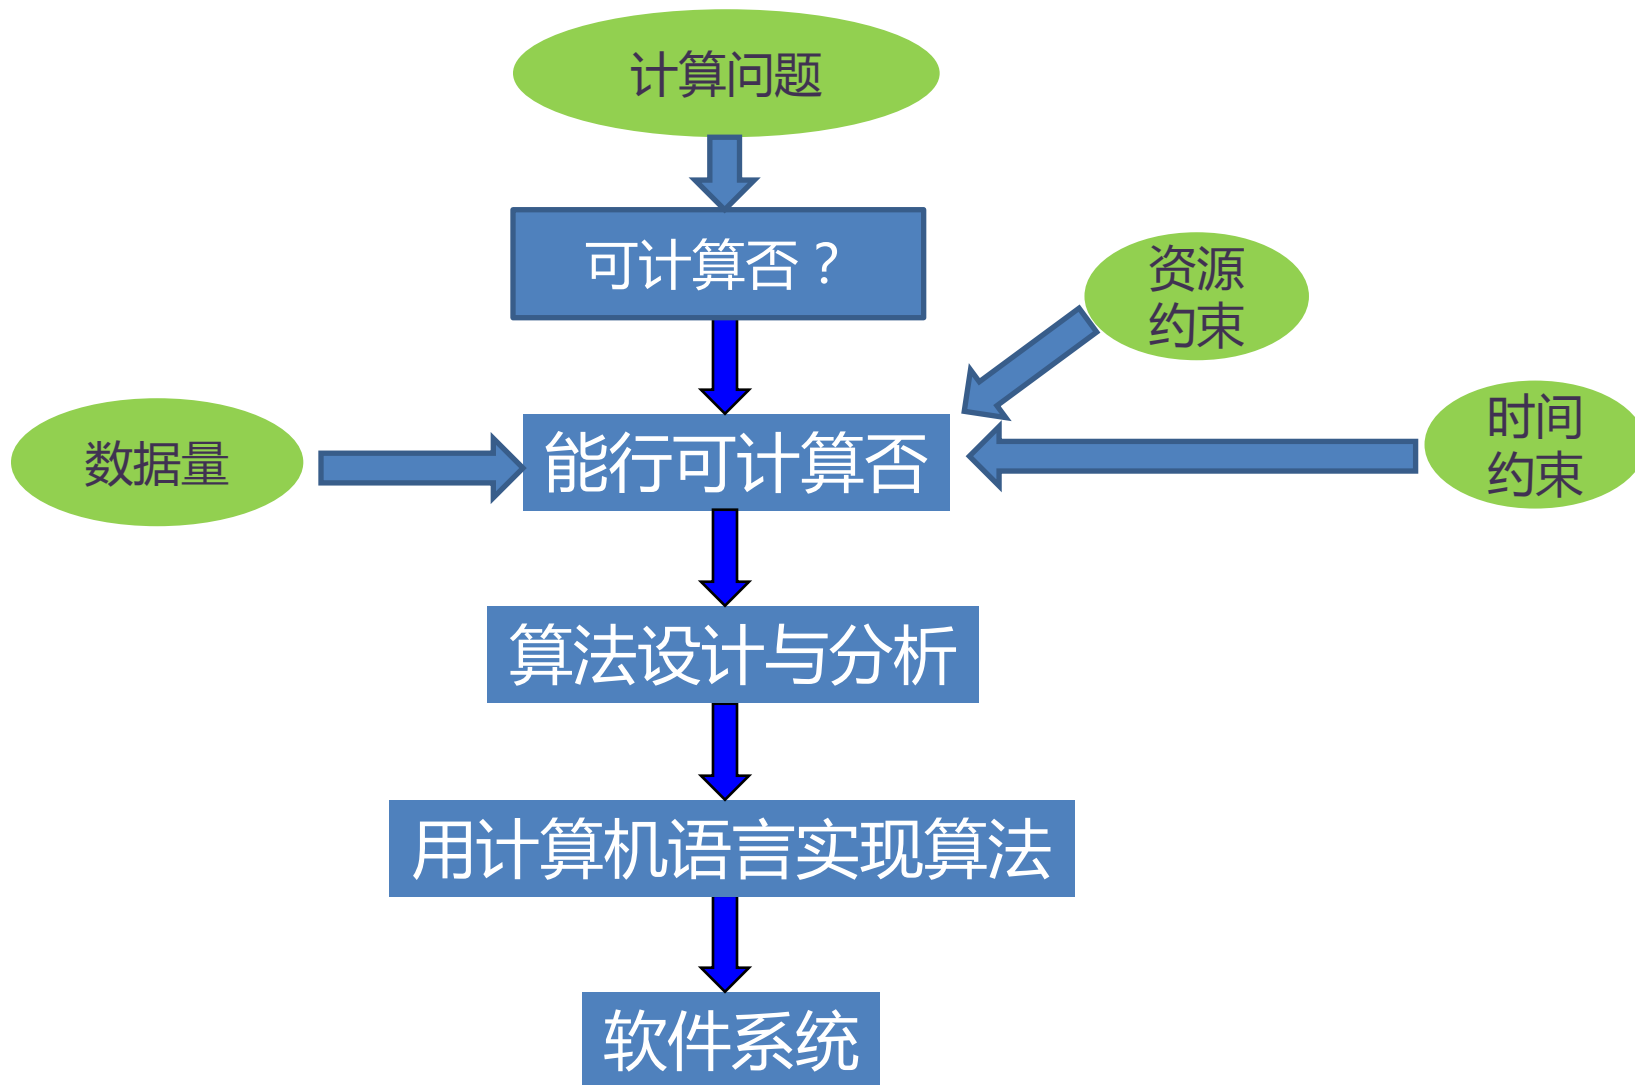 计算问题
可计算否？
资源
约束
数据量
能行可计算否
时间
约束
算法设计与分析
用计算机语言实现算法
软件系统